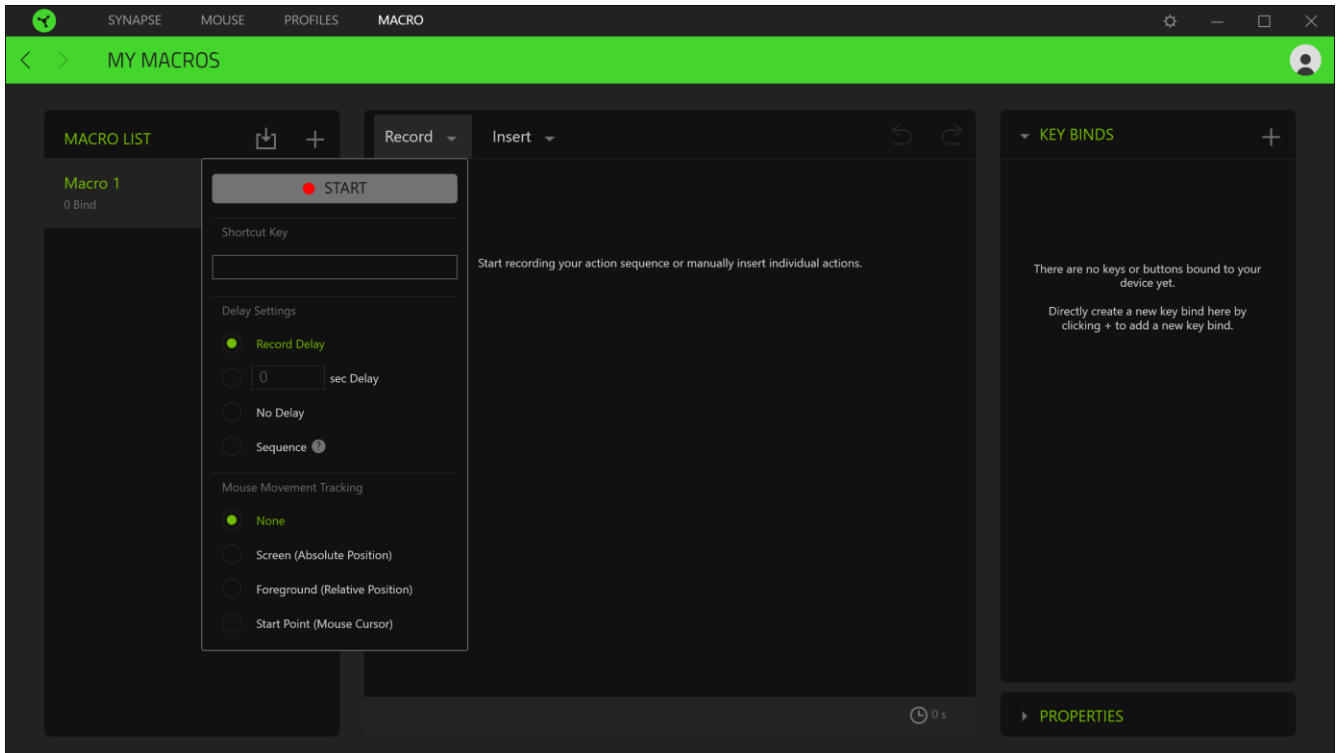 SYNAPSE MOUSE PROFILES MACRO
MY MACROS
MACRO LIST
Macro 1
0 Bind
Record Insert
START
Shortcut Key
Delay Settings
Record Delay
0 sec Delay
No Delay
Sequence ?
Mouse Movement Tracking
None
Screen (Absolute Position)
Foreground (Relative Position)
Start Point (Mouse Cursor)
Start recording your action sequence or manually insert individual actions.
0 s
KEY BINDS
There are no keys or buttons bound to your
device yet.
Directly create a new key bind here by
clicking + to add a new key bind.
PROPERTIES